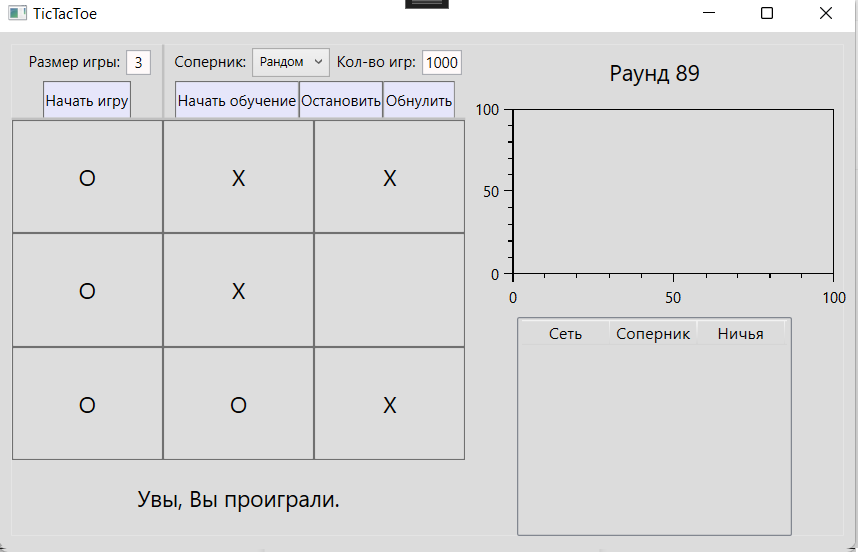 TicTacToe
Размер игры: 3
Соперник: Рандом Кол-во игр: 1000
Начать игру
Начать обучение Остановить Обнулить
O X X
O X
O O X
Увы, Вы проиграли.
Раунд 89
100
50
0
0 50 100
Сеть Соперник Ничья